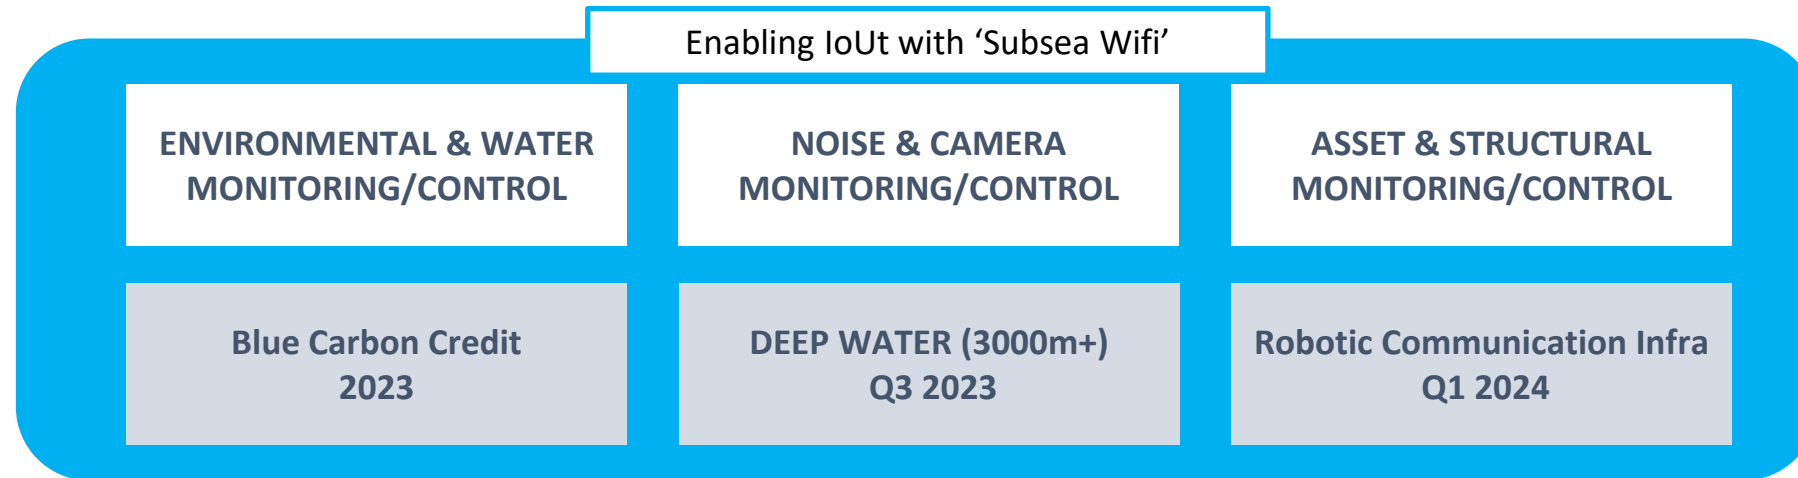 Enabling IoUt with ‘Subsea Wifi’
ENVIRONMENTAL & WATER
MONITORING/CONTROL
NOISE & CAMERA
MONITORING/CONTROL
ASSET & STRUCTURAL
MONITORING/CONTROL
Blue Carbon Credit
2023
DEEP WATER (3000m+)
Q3 2023
Robotic Communication Infra
Q1 2024